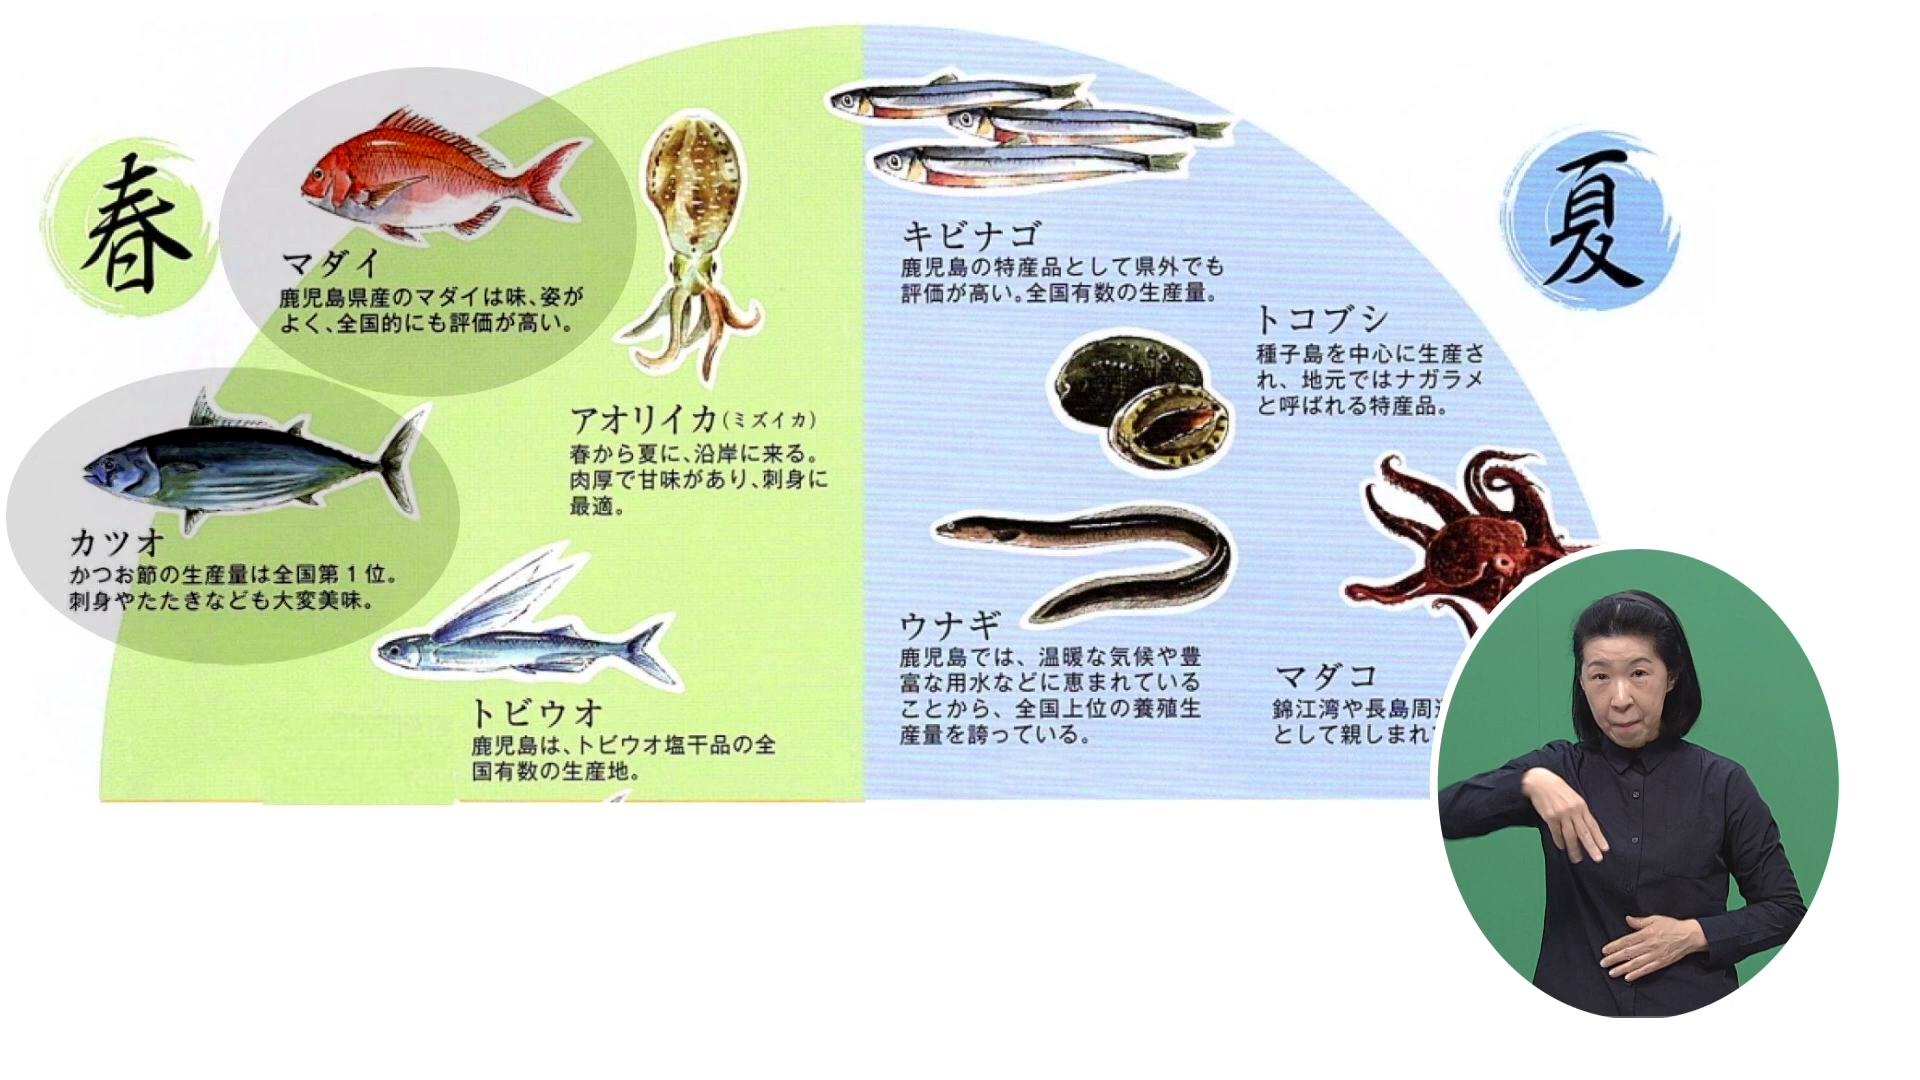 春
マダイ
鹿児島県産のマダイは味、姿が
よく、全国的にも評価が高い。
カツオ
かつお節の生産量は全国第1位。
刺身やたたきなども大変美味。
アオリイカ(ミズイカ)
春から夏に、沿岸に来る。
肉厚で甘味があり、刺身に
最適。
トビウオ
鹿児島は、トビウオ塩干品の全
国有数の生産地。
夏
キビナゴ
鹿児島の特産品として県外でも
評価が高い。全国有数の生産量。
トコブシ
種子島を中心に生産さ
れ、地元ではナガラメ
と呼ばれる特産品。
ウナギ
鹿児島では、温暖な気候や豊
富な用水などに恵まれている
ことから、全国上位の養殖生
産量を誇っている。
マダコ
錦江湾や長島周
として親しまれ